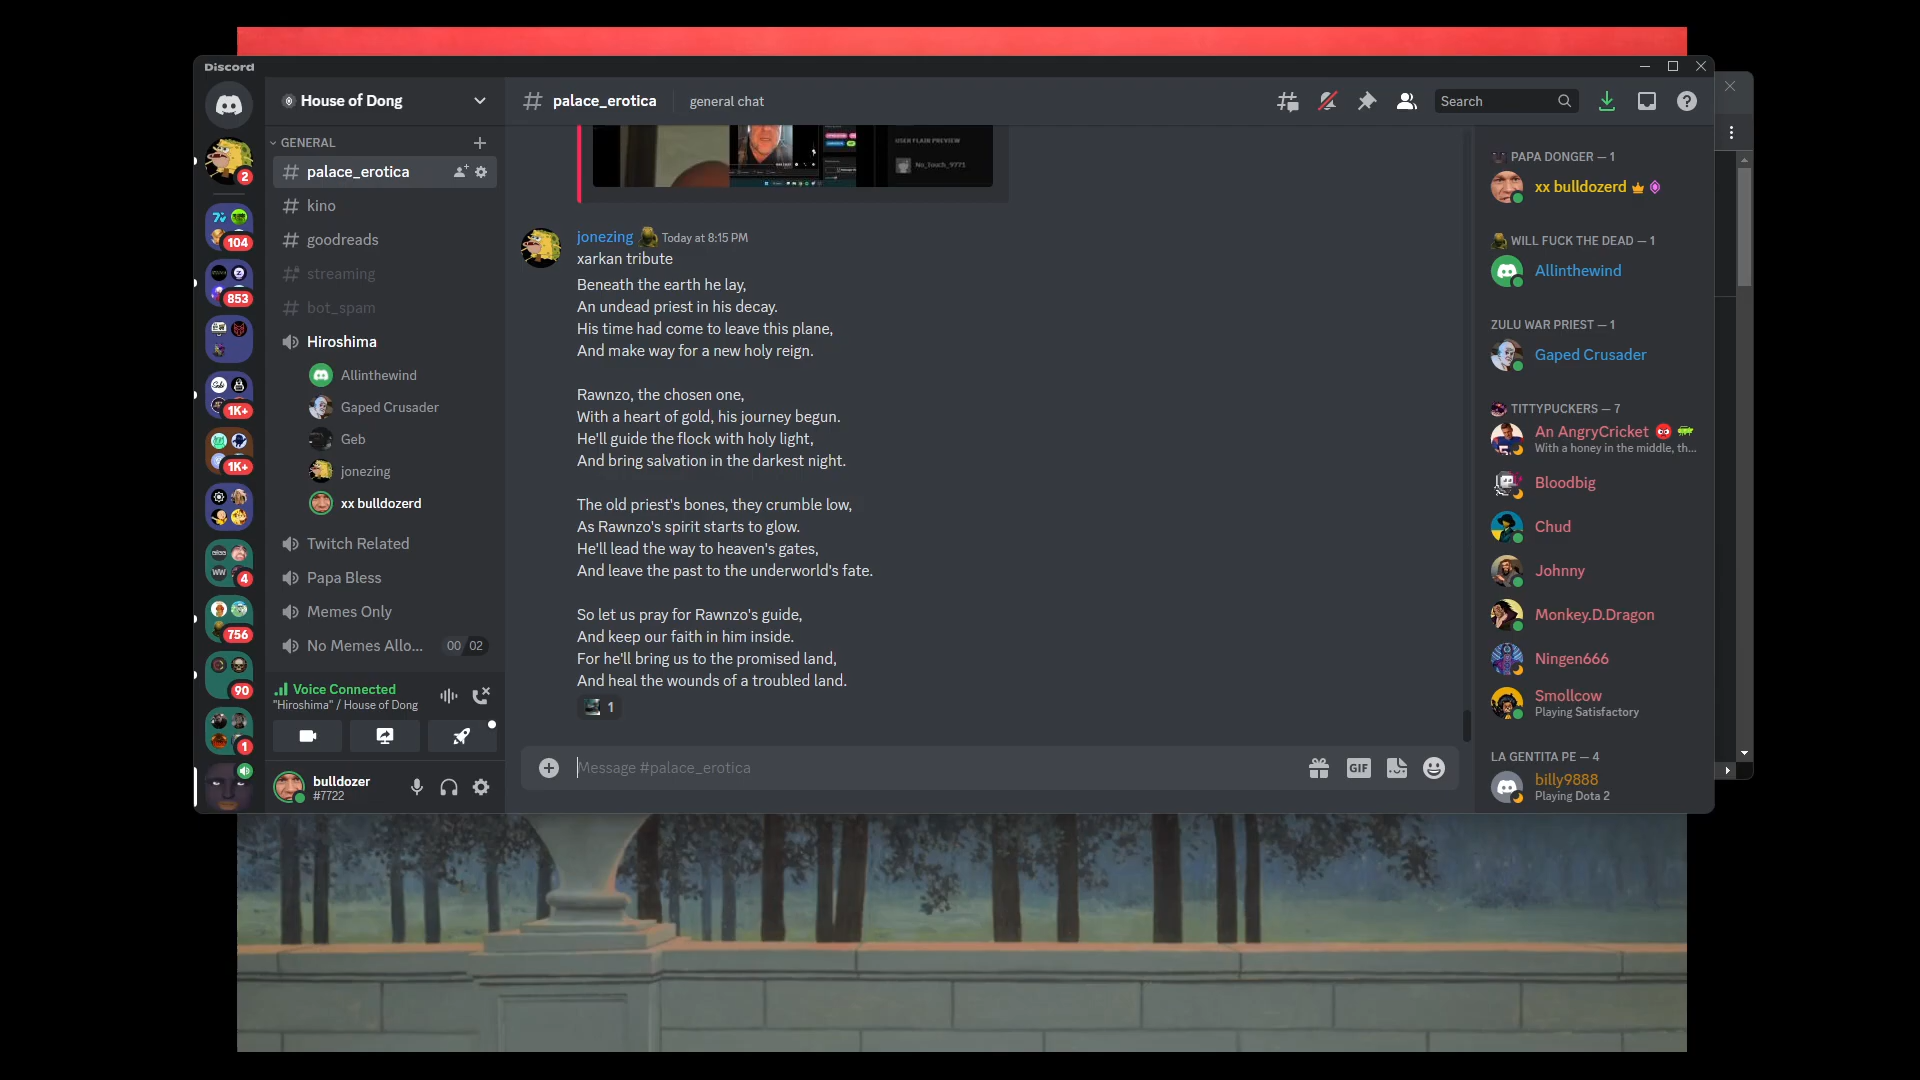 Discord
House of Dong
GENERAL
palace_erotica
kino
goodreads
streaming
bot_spam
Hiroshima
Allinthewind
Gaped Crusader
Geb
jonezing
xx bulldozerd
Twitch Related
Papa Bless
Memes Only
No Memes Allo... 00 02
Voice Connected
"Hiroshima" / House of Dong
bulldozer
#7722
2
104
853
1K+
1K+
4
756
90
1
palace_erotica
general chat
Search
USER FLAIR PREVIEW
No_Touch_9771
jonezing Today at 8:15 PM
xarkan tribute
Beneath the earth he lay,
An undead priest in his decay.
His time had come to leave this plane,
And make way for a new holy reign.
Rawnzo, the chosen one,
With a heart of gold, his journey begun.
He'll guide the flock with holy light,
And bring salvation in the darkest night.
The old priest's bones, they crumble low,
As Rawnzo's spirit starts to glow.
He'll lead the way to heaven's gates,
And leave the past to the underworld's fate.
So let us pray for Rawnzo's guide,
And keep our faith in him inside.
For he'll bring us to the promised land,
And heal the wounds of a troubled land.
1
Message #palace_erotica
GIF
PAPA DONGER — 1
xx bulldozerd
WILL FUCK THE DEAD — 1
Allinthewind
ZULU WAR PRIEST — 1
Gaped Crusader
TITTYPUCKERS — 7
An AngryCricket
With a honey in the middle, th...
Bloodbig
Chud
Johnny
Monkey.D.Dragon
Ningen666
Smollcow
Playing Satisfactory
LA GENTITA PE — 4
billy9888
Playing Dota 2